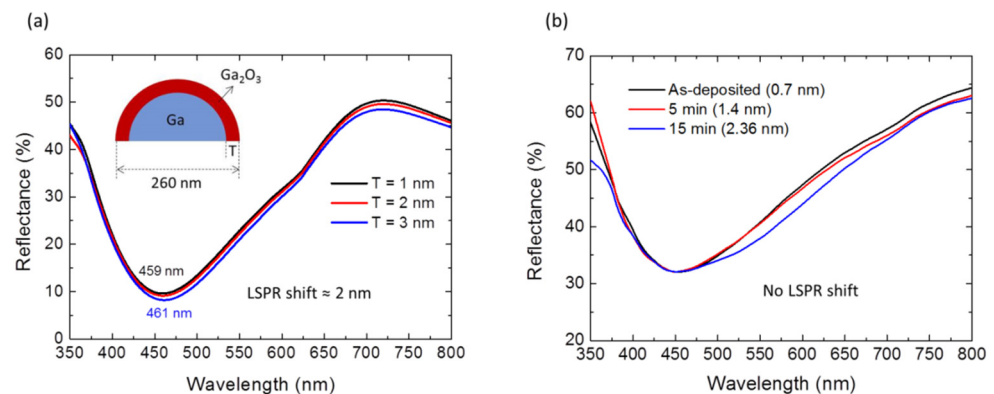 (a)
60
50
40
30
20
10
0
Reflectance (%)
350 400 450 500 550 600 650 700 750 800
Wavelength (nm)
Ga₂O₃
Ga
T
260 nm
T = 1 nm
T = 2 nm
T = 3 nm
459 nm
461 nm
LSPR shift ≈ 2 nm
(b)
70
60
50
40
30
20
Reflectance (%)
350 400 450 500 550 600 650 700 750 800
Wavelength (nm)
As-deposited (0.7 nm)
5 min (1.4 nm)
15 min (2.36 nm)
No LSPR shift